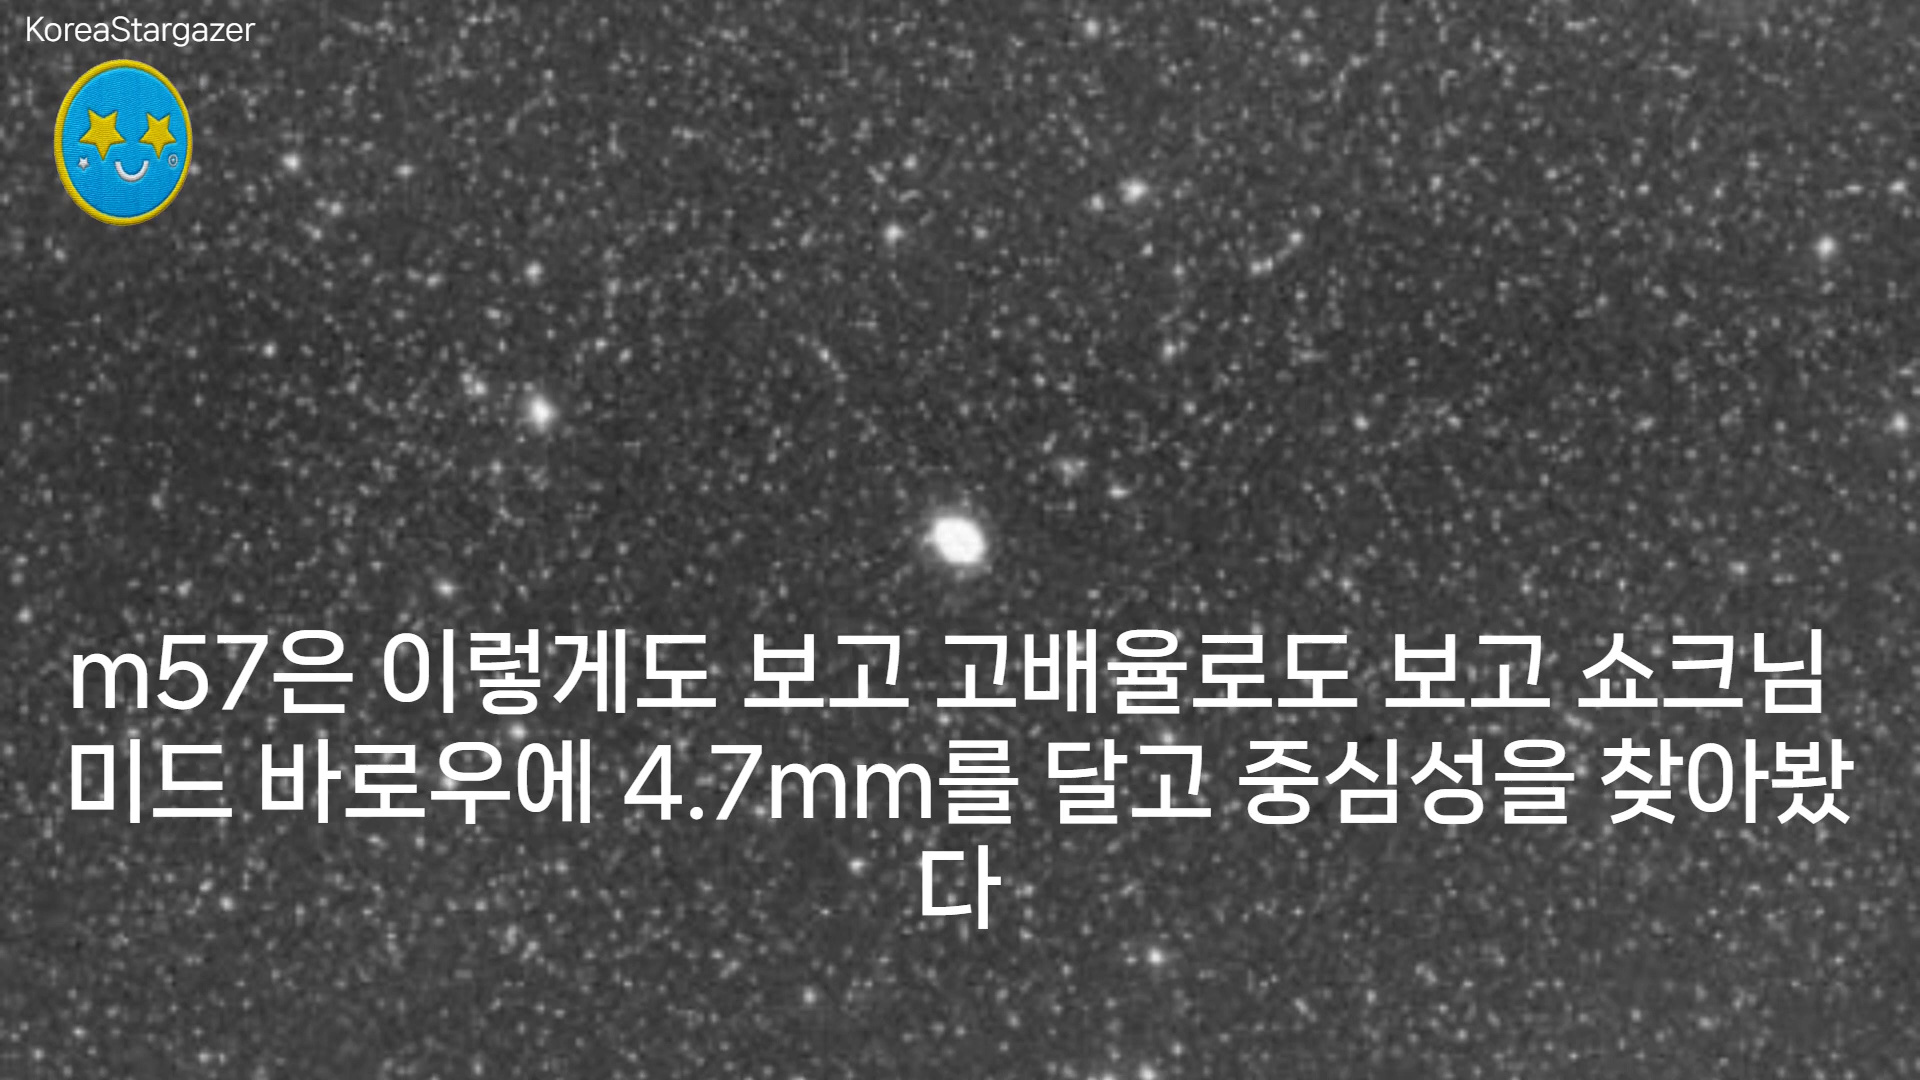 KoreaStargazer
m57은 이렇게도 보고 고배율로도 보고 쇼크님
미드 바로우에 4.7mm를 달고 중심성을 찾아봤
다